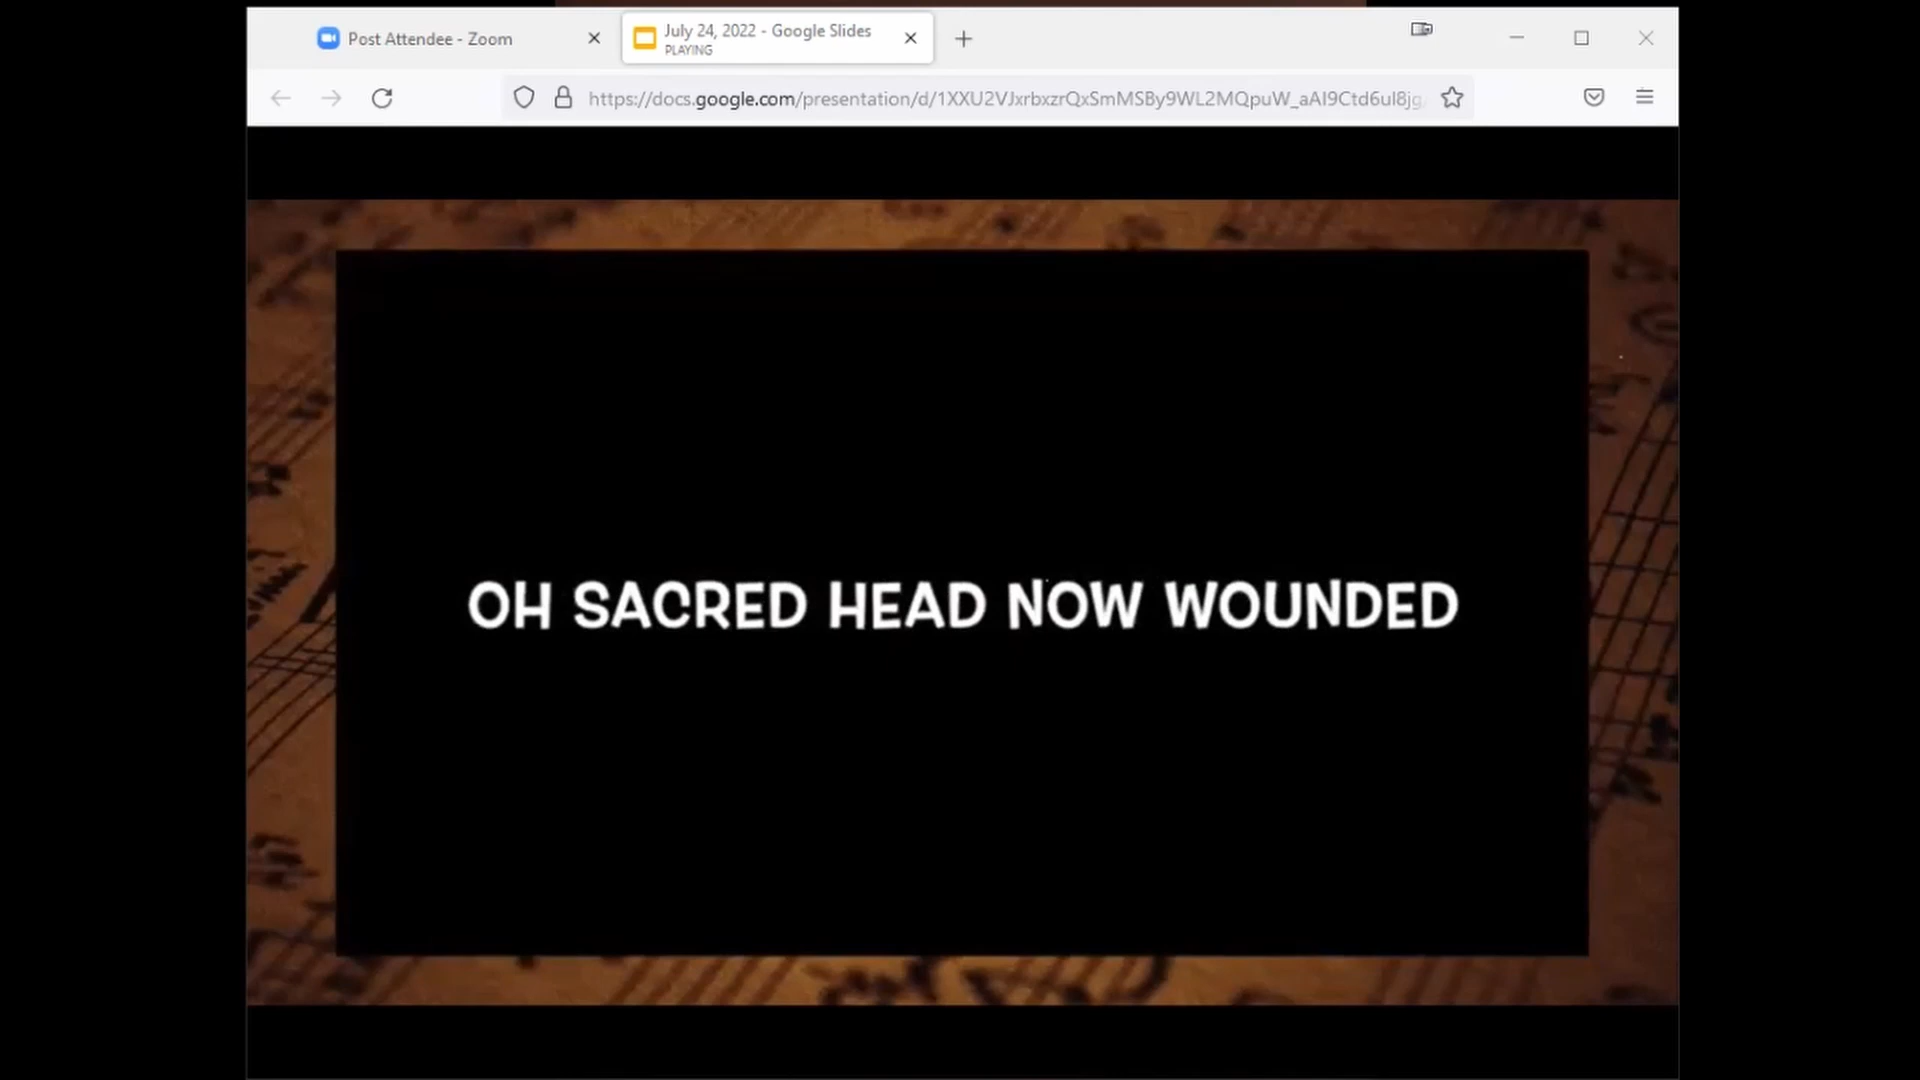 Post Attendee - Zoom
July 24, 2022 - Google Slides
PLAYING
https://docs.google.com/presentation/d/1XXU2VJxrbxzrQxSmMSBy9WL2MQpuW_aAI9Ctd6ul8jg
OH SACRED HEAD NOW WOUNDED